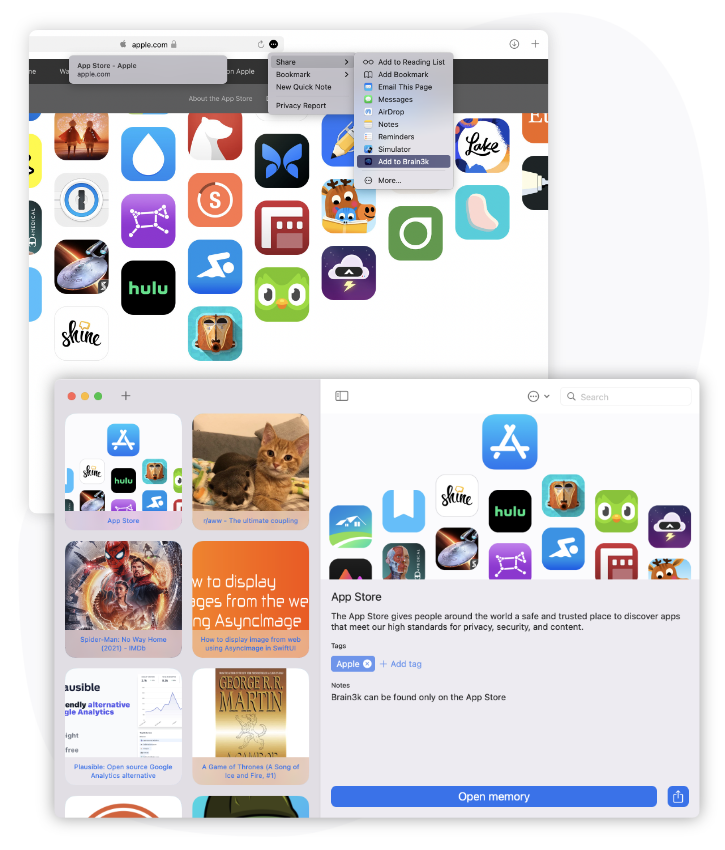 apple.com
App Store - Apple
apple.com
on Apple
About the App Store
Share
Bookmark
New Quick Note
Privacy Report
Add to Reading List
Add Bookmark
Email This Page
Messages
AirDrop
Notes
Reminders
Simulator
Add to Brain3k
More...
Lake
S
MEDICAL
hulu
shine
Search
shine
hulu
App Store
r/aww - The ultimate coupling
shine
hulu
w to display
ages from the we
ng AsyncImage
Spider-Man: No Way Home
(2021) - IMDb
How to display Image from web
using AsyncImage in SwiftUI
App Store
The App Store gives people around the world a safe and trusted place to discover apps
that meet our high standards for privacy, security, and content.
Tags
Apple
+ Add tag
Notes
Brain3k can be found only on the App Store
ausible
endly alternative
gle Analytics
ight
free
GEORGE R. R.
MARTIN
Plausible: Open source Google
Analytics alternative
A Game of Thrones (A Song of
Ice and Fire, #1)
Open memory